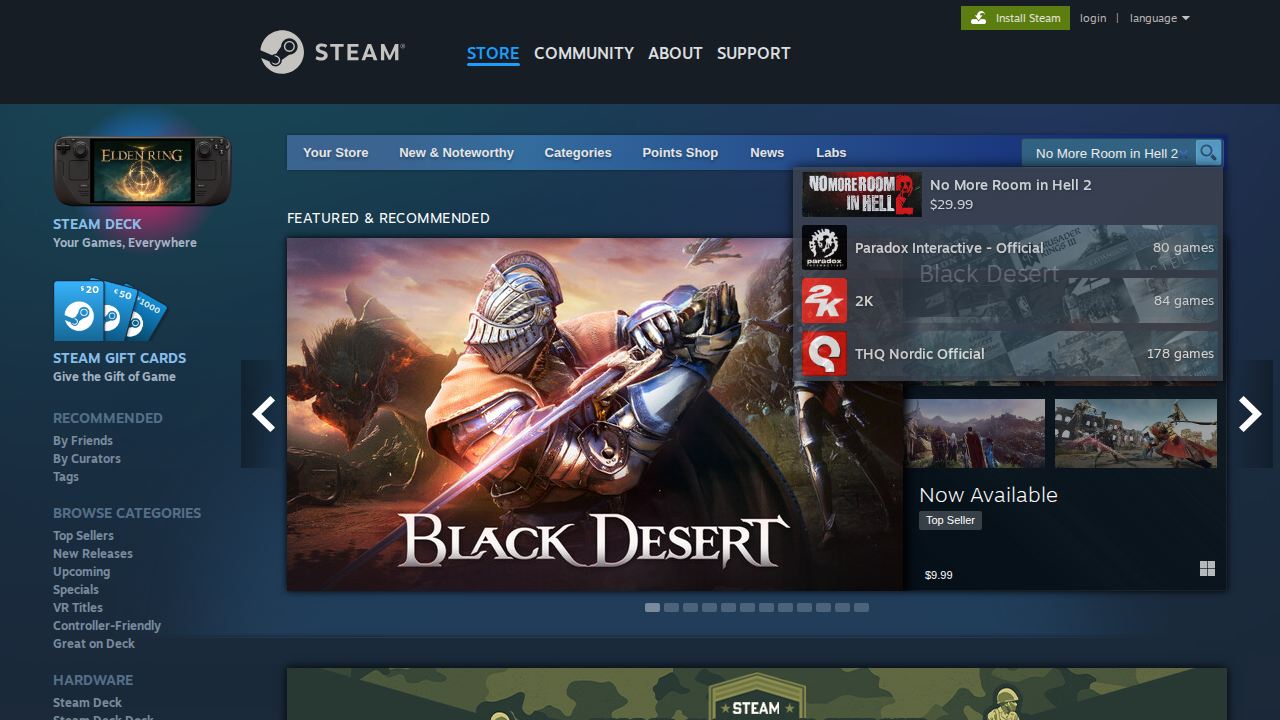 Install Steam
login | language
STEAM®
STORE COMMUNITY ABOUT SUPPORT
Your Store New & Noteworthy Categories Points Shop News Labs
No More Room in Hell 2
No More Room in Hell 2
$29.99
Paradox Interactive - Official 80 games
2K 84 games
THQ Nordic Official 178 games
NO MORE ROOM
IN HELL 2
paradox
INTERACTIVE
2K
ELDEN RING
STEAM DECK
Your Games, Everywhere
$20
€50
£1000
STEAM GIFT CARDS
Give the Gift of Game
RECOMMENDED
By Friends
By Curators
Tags
BROWSE CATEGORIES
Top Sellers
New Releases
Upcoming
Specials
VR Titles
Controller-Friendly
Great on Deck
HARDWARE
Steam Deck
Steam Deck Dock
FEATURED & RECOMMENDED
Black Desert
BLACK DESERT
Now Available
Top Seller
$9.99
STEAM